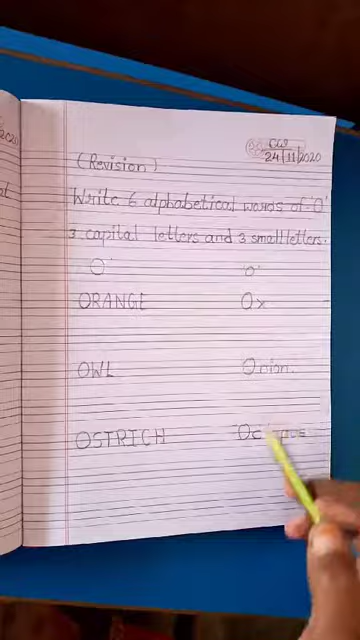 CW
24/11/2020
(Revision)
Write 6 alphabetical words of 'O'
3 capital letters and 3 small letters.
'O' 'o'
ORANGE Ox
OWL Onion.
OSTRICH